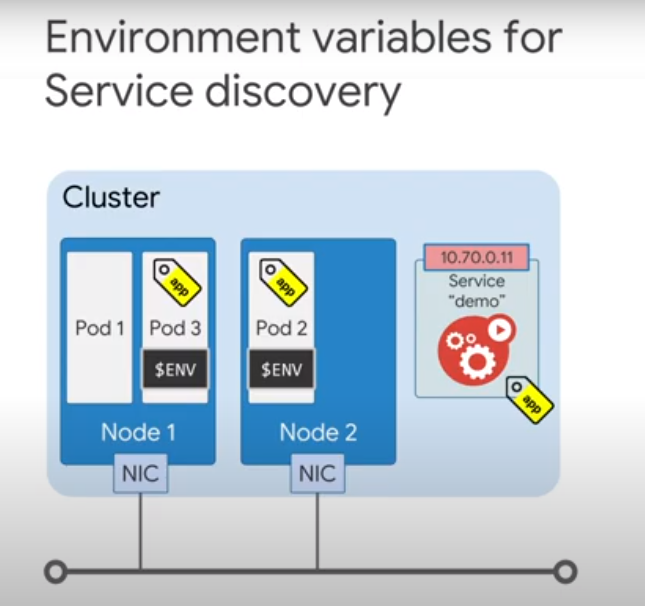 Environment variables for
Service discovery
Cluster
Pod 1
app
Pod 3
$ENV
Node 1
NIC
app
Pod 2
$ENV
Node 2
NIC
10.70.0.11
Service
"demo"
app